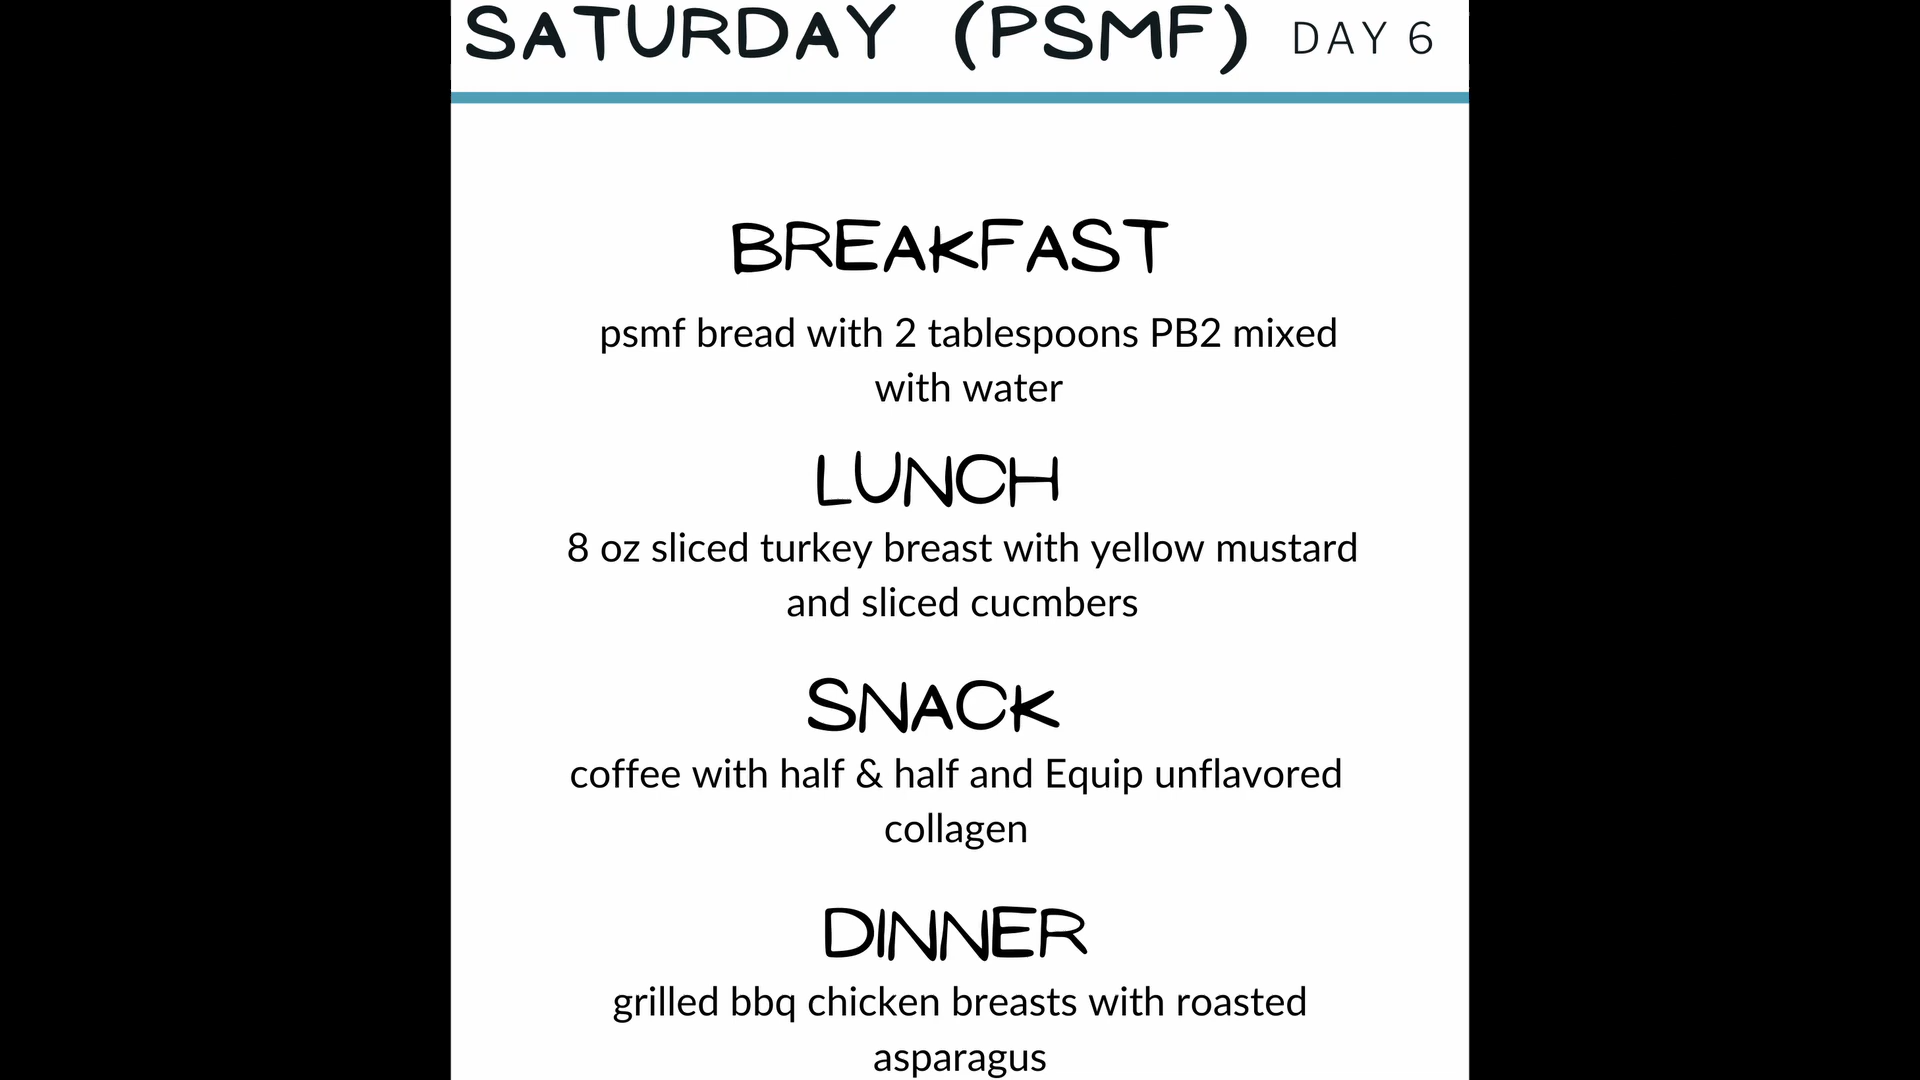 SATURDAY (PSMF) DAY 6
BREAKFAST
psmf bread with 2 tablespoons PB2 mixed
with water
LUNCH
8 oz sliced turkey breast with yellow mustard
and sliced cucmbers
SNACK
coffee with half & half and Equip unflavored
collagen
DINNER
grilled bbq chicken breasts with roasted
asparagus